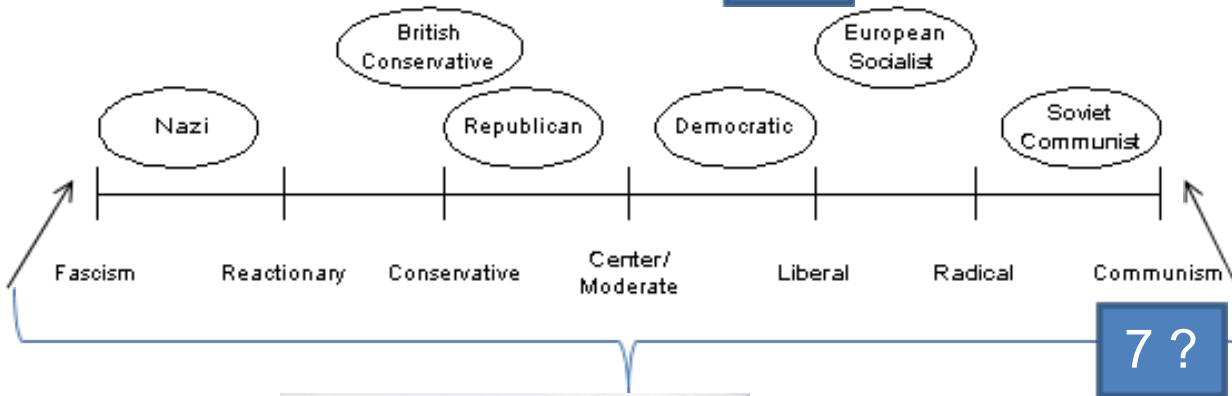 British
Conservative
European
Socialist
Nazi
Republican
Democratic
Soviet
Communist
Fascism
Reactionary
Conservative
Center/
Moderate
Liberal
Radical
Communism
7 ?